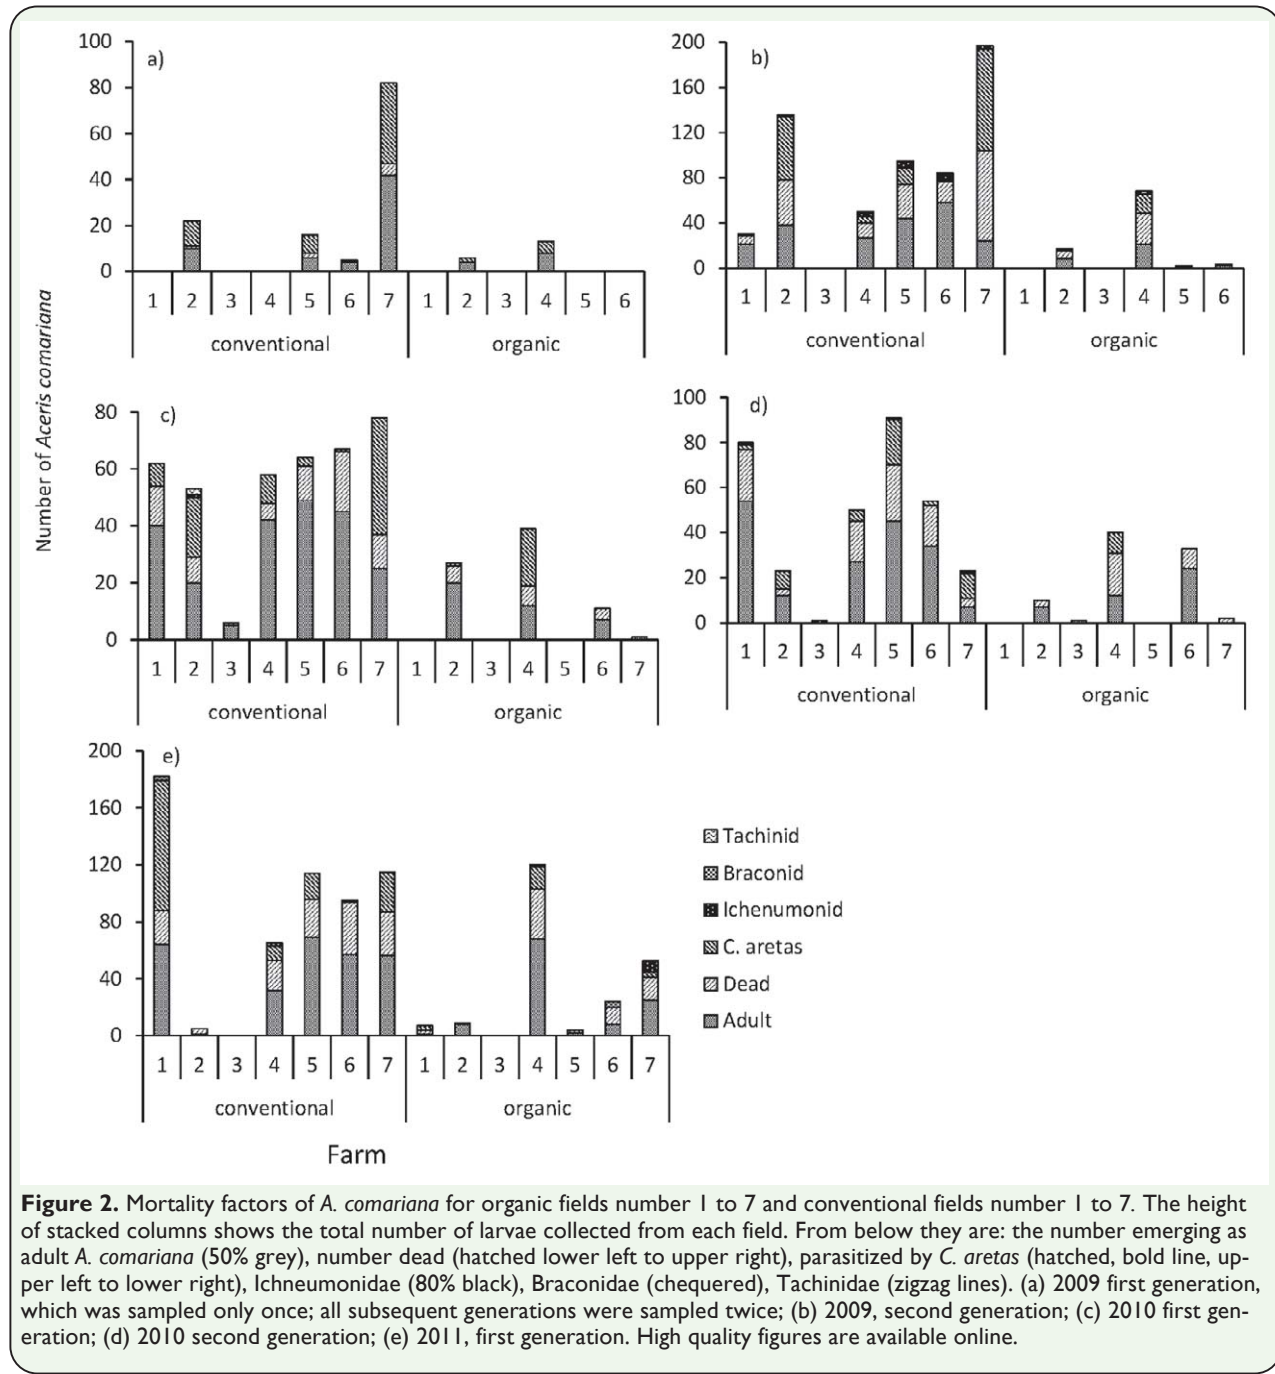 Number of Aceris comariana
a)
100
80
60
40
20
0
1 2 3 4 5 6 7 1 2 3 4 5 6
conventional organic
b)
200
160
120
80
40
0
1 2 3 4 5 6 7 1 2 3 4 5 6
conventional organic
c)
80
60
40
20
0
1 2 3 4 5 6 7 1 2 3 4 5 6 7
conventional organic
d)
100
80
60
40
20
0
1 2 3 4 5 6 7 1 2 3 4 5 6 7
conventional organic
e)
200
160
120
80
40
0
1 2 3 4 5 6 7 1 2 3 4 5 6 7
conventional organic
Farm
Tachinid
Braconid
Ichenumonid
C. aretas
Dead
Adult
Figure 2. Mortality factors of A. comariana for organic fields number 1 to 7 and conventional fields number 1 to 7. The height
of stacked columns shows the total number of larvae collected from each field. From below they are: the number emerging as
adult A. comariana (50% grey), number dead (hatched lower left to upper right), parasitized by C. aretas (hatched, bold line, up-
per left to lower right), Ichneumonidae (80% black), Braconidae (chequered), Tachinidae (zigzag lines). (a) 2009 first generation,
which was sampled only once; all subsequent generations were sampled twice; (b) 2009, second generation; (c) 2010 first gen-
eration; (d) 2010 second generation; (e) 2011, first generation. High quality figures are available online.